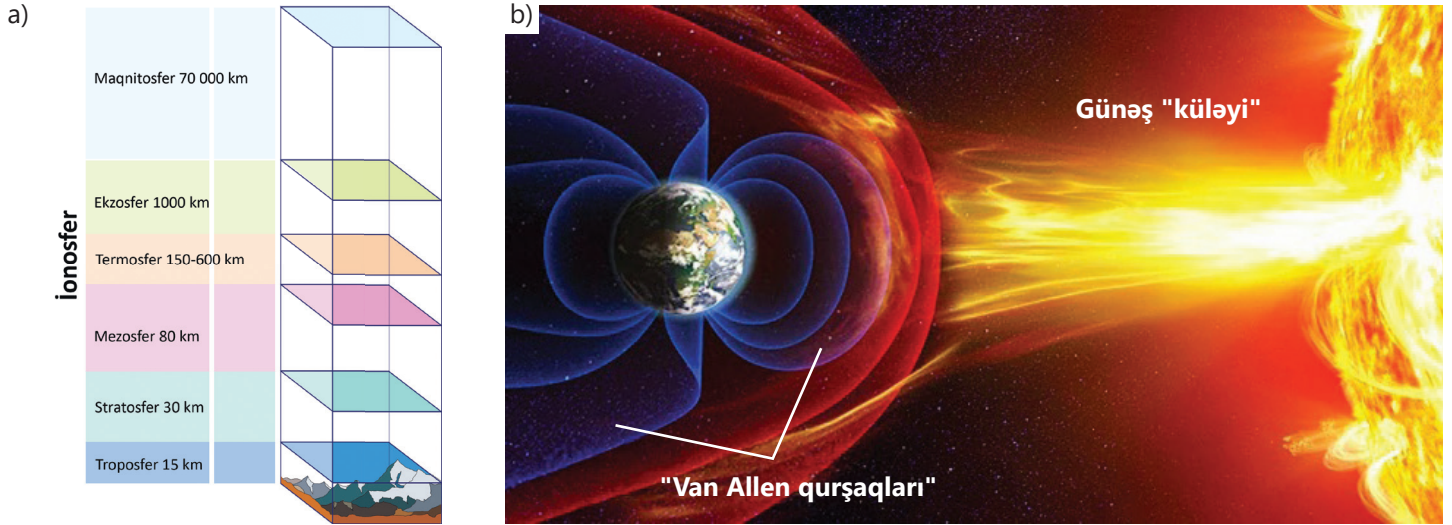 a)
Maqnitosfer 70 000 km
Ekzosfer 1000 km
Termosfer 150-600 km
Mezosfer 80 km
Stratosfer 30 km
Troposfer 15 km
ionosfer
b)
Günəş "küləyi"
"Van Allen qurşaqları"